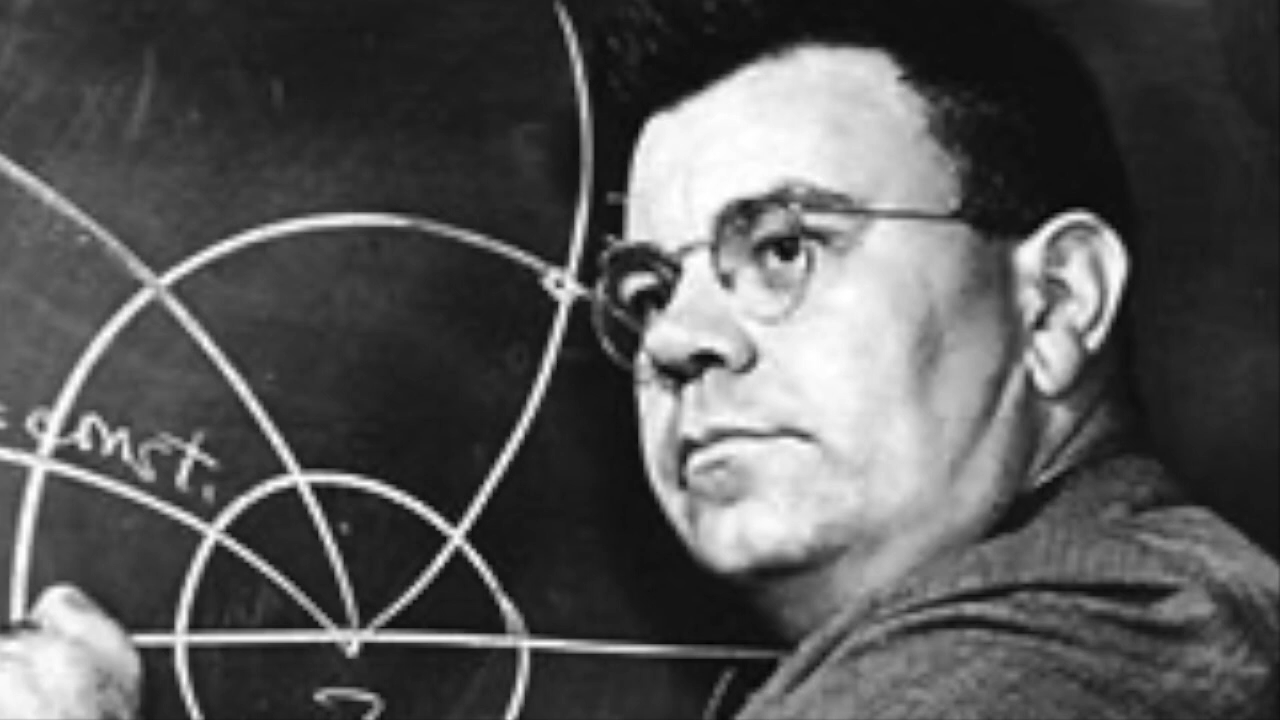 = const.